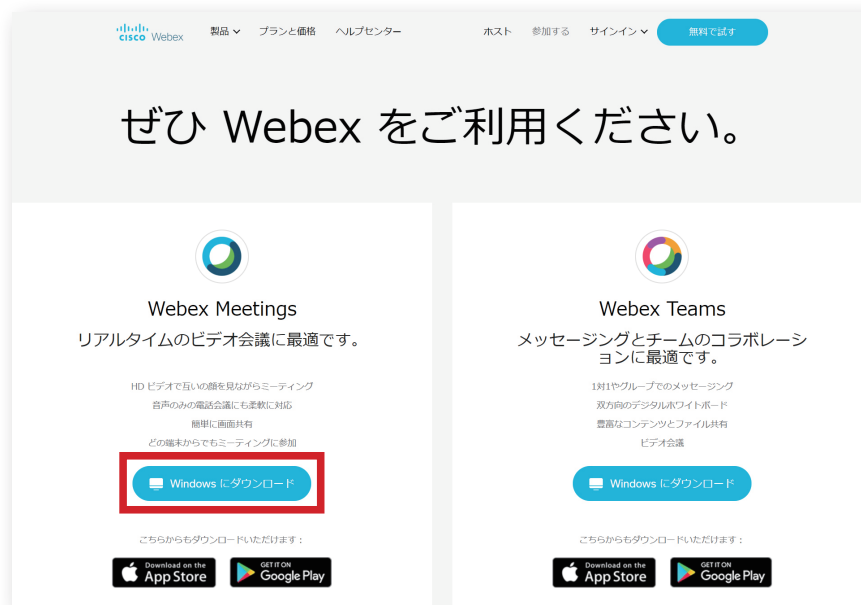 CISCO Webex 製品 プランと価格 ヘルプセンター ホスト 参加する サインイン 無料で試す
ぜひ Webex をご利用ください。
Webex Meetings
リアルタイムのビデオ会議に最適です。
HD ビデオで互いの顔を見ながらミーティング
音声のみの電話会議にも柔軟に対応
簡単に画面共有
どの端末からでもミーティングに参加
Windows にダウンロード
こちらからもダウンロードいただけます：
Download on the
App Store
GET IT ON
Google Play
Webex Teams
メッセージングとチームのコラボレーシ
ョンに最適です。
1対1やグループでのメッセージング
双方向のデジタルホワイトボード
豊富なコンテンツとファイル共有
ビデオ会議
Windows にダウンロード
こちらからもダウンロードいただけます：
Download on the
App Store
GET IT ON
Google Play